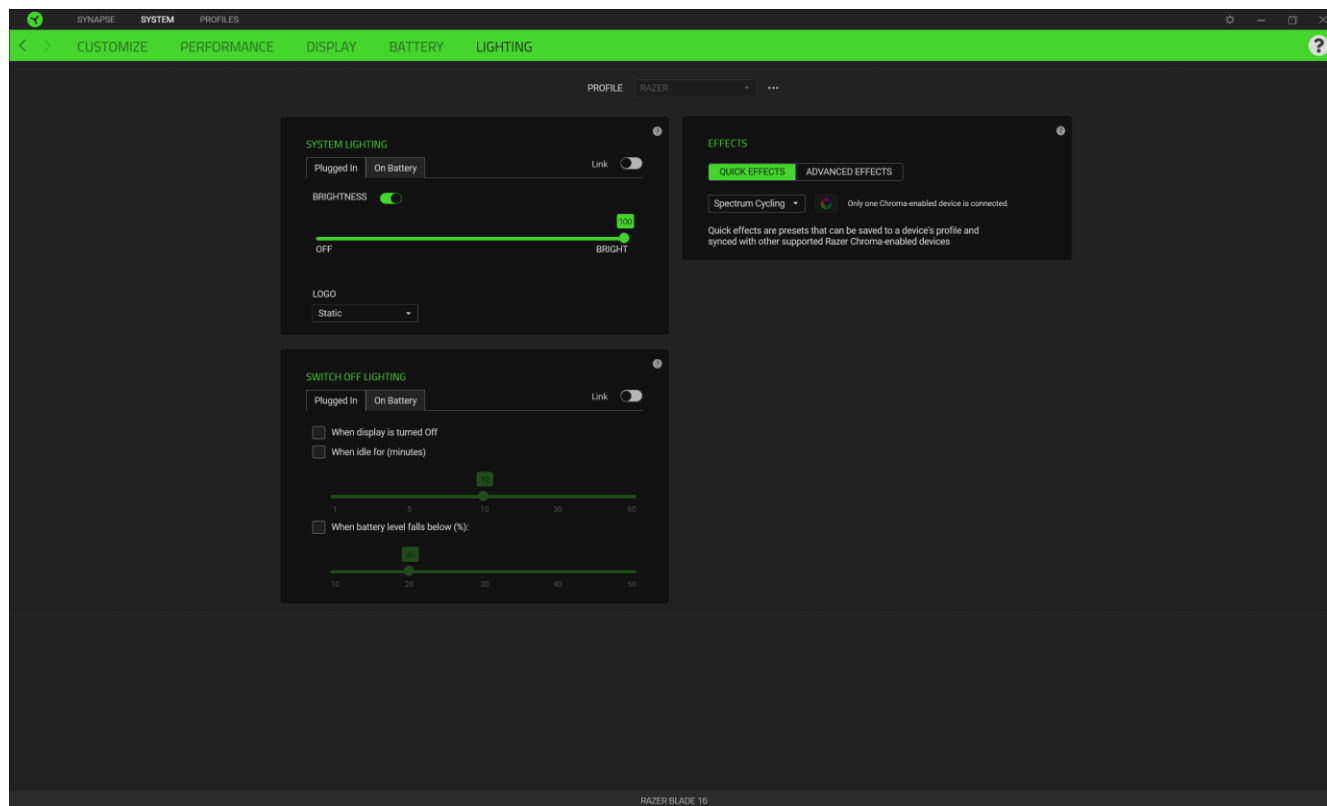 SYNAPSE SYSTEM PROFILES
CUSTOMIZE PERFORMANCE DISPLAY BATTERY LIGHTING ?
PROFILE RAZER
SYSTEM LIGHTING ?
Plugged In On Battery Link
BRIGHTNESS
100
OFF BRIGHT
LOGO
Static
EFFECTS ?
QUICK EFFECTS ADVANCED EFFECTS
Spectrum Cycling Only one Chroma-enabled device is connected
Quick effects are presets that can be saved to a device's profile and
synced with other supported Razer Chroma-enabled devices
SWITCH OFF LIGHTING ?
Plugged In On Battery Link
When display is turned Off
When idle for (minutes)
10
1 5 10 30 60
When battery level falls below (%):
20
10 20 30 40 50
RAZER BLADE 16